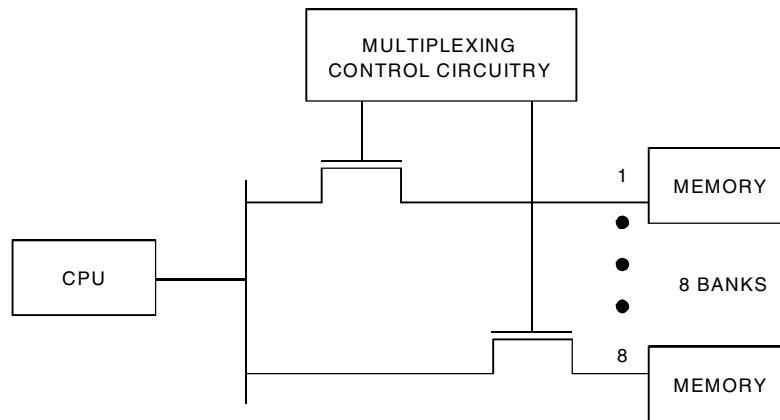 MULTIPLEXING
CONTROL CIRCUITRY
1
MEMORY
CPU
8 BANKS
8
MEMORY